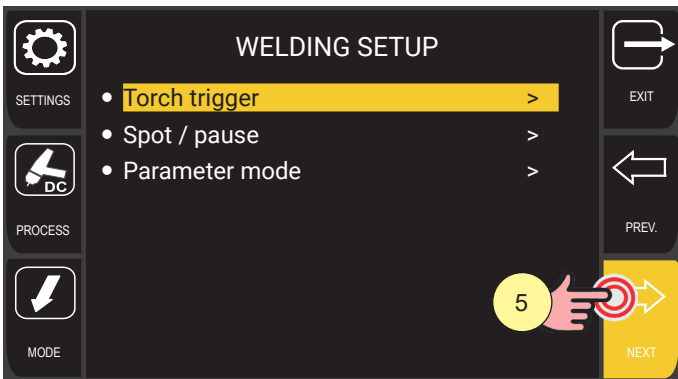 WELDING SETUP
SETTINGS
• Torch trigger >
EXIT
• Spot / pause >
• Parameter mode >
DC
PROCESS
PREV.
5
MODE
NEXT